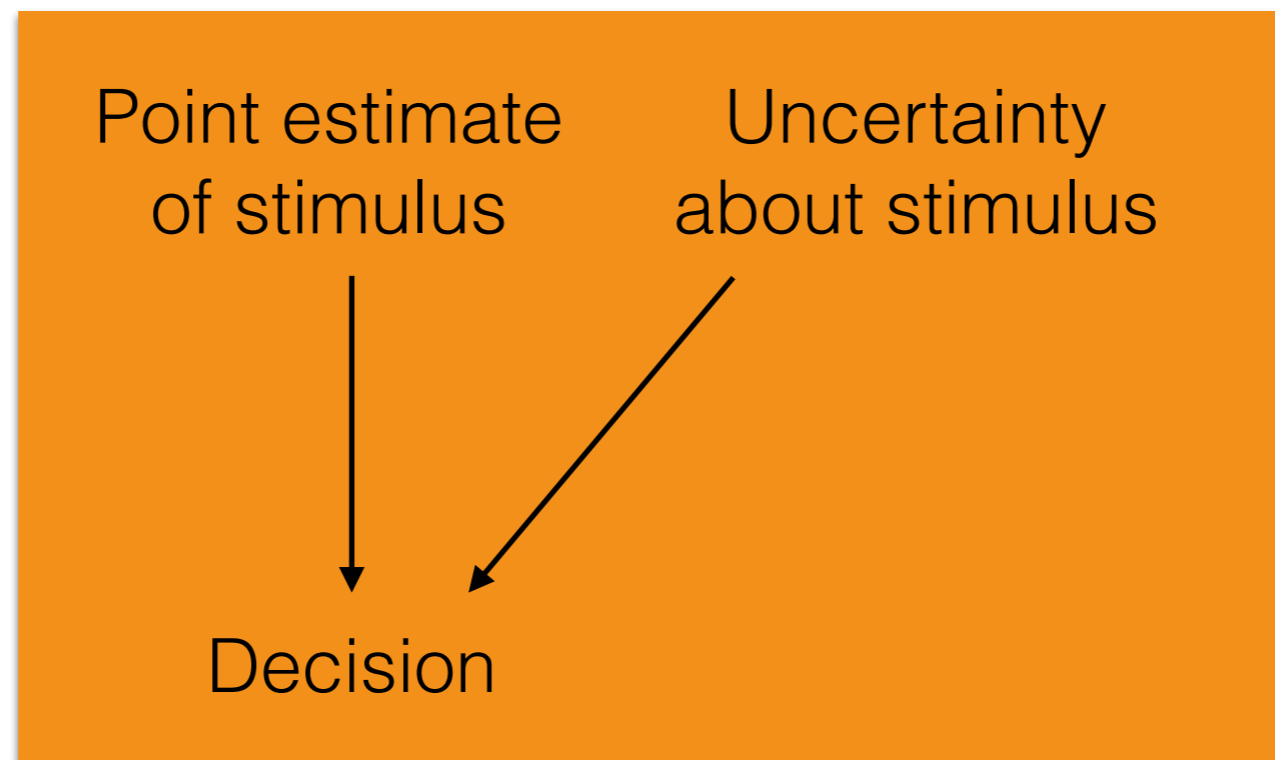 Point estimate
of stimulus
Uncertainty
about stimulus
Decision